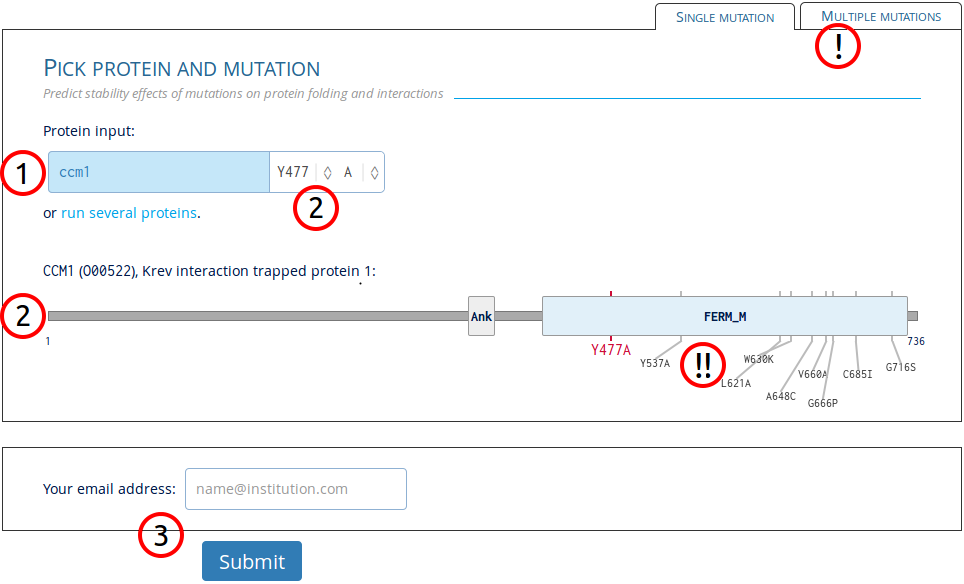 SINGLE MUTATION
MULTIPLE MUTATIONS
!
PICK PROTEIN AND MUTATION
Predict stability effects of mutations on protein folding and interactions
Protein input:
1 ccm1 Y477 A
2
or run several proteins.
CCM1 (O00522), Krev interaction trapped protein 1:
2 Ank FERM_M
1 736
Y477A
Y537A
!!
W630K
L621A
A648C
V660A
G666P
C685I
G716S
Your email address: name@institution.com
3
Submit